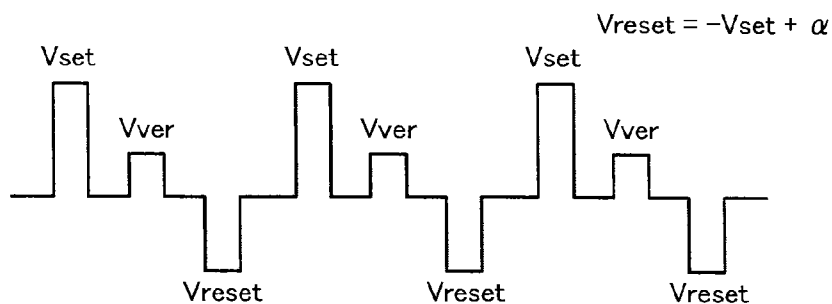 Vreset = −Vset + α
Vset Vset Vset
Vver Vver Vver
Vreset Vreset Vreset